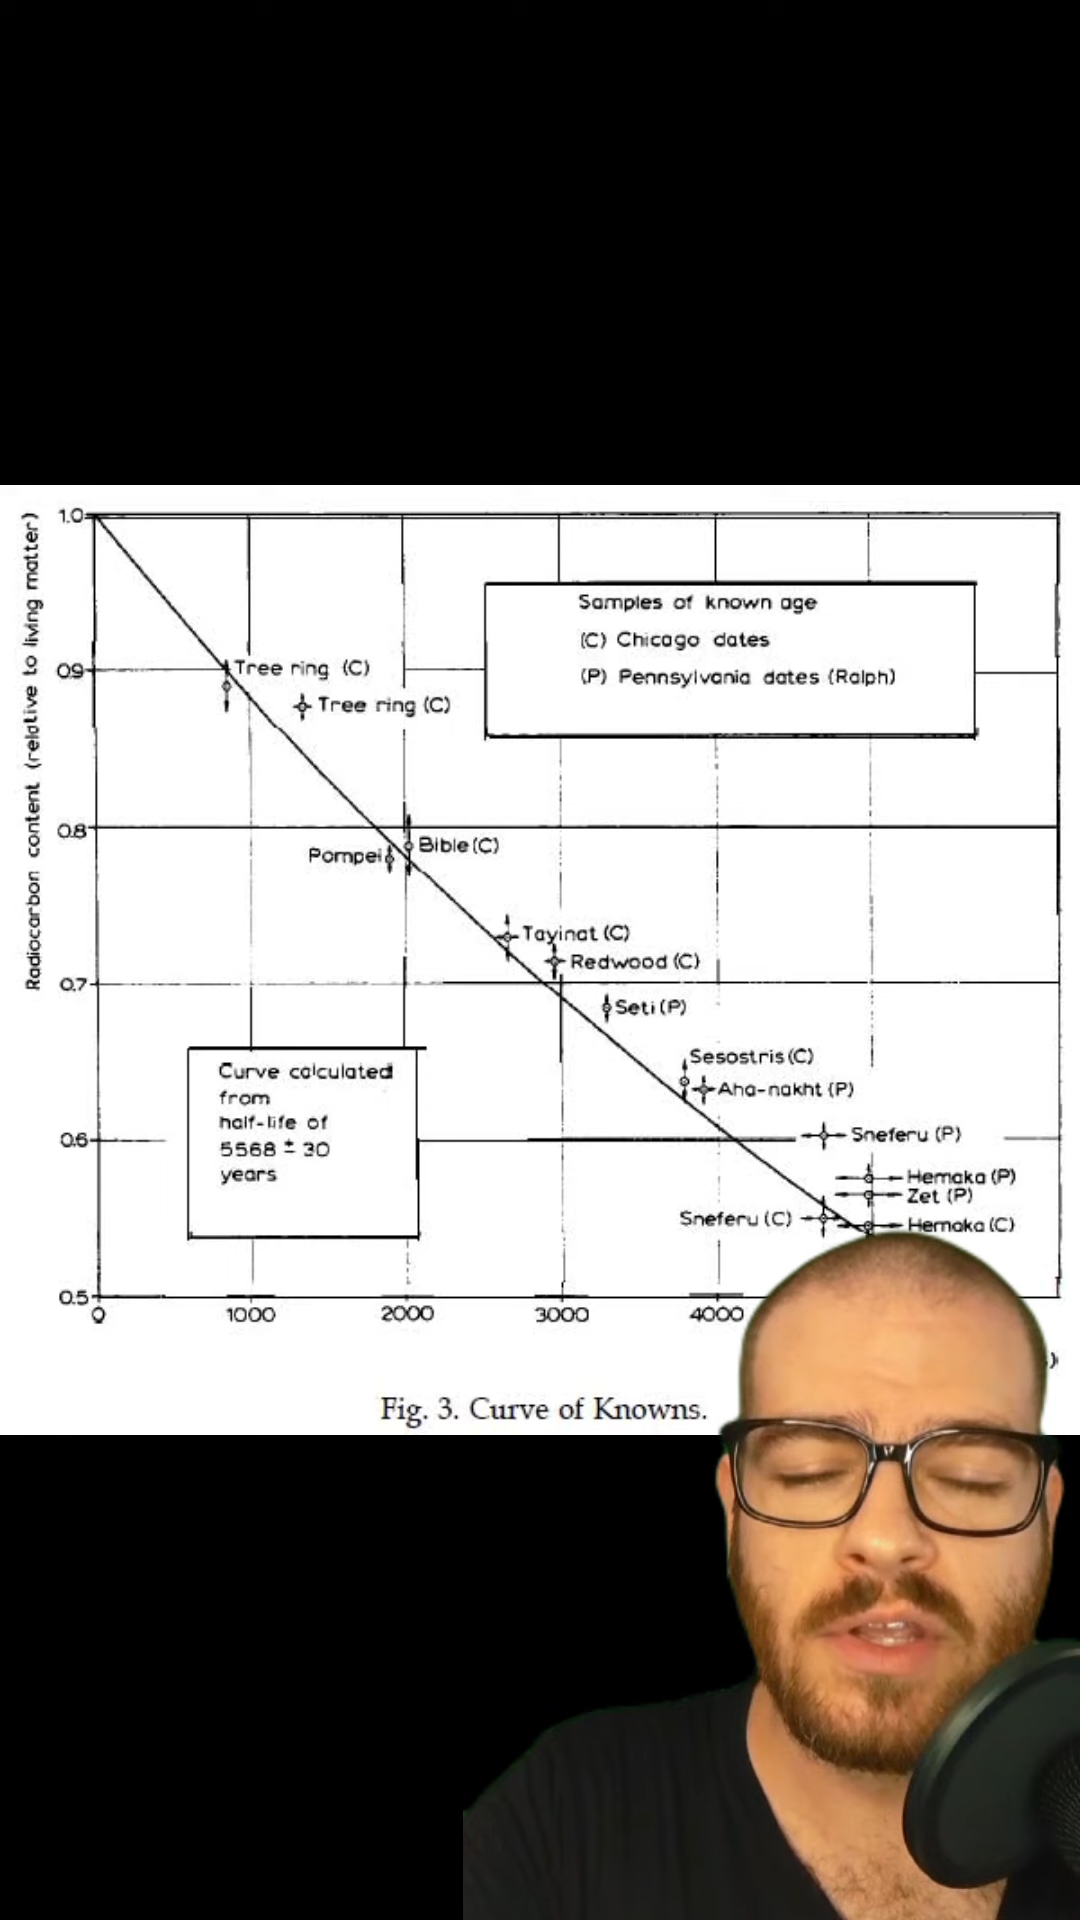 Radiocarbon content (relative to living matter)
1.0
0.9
0.8
0.7
0.6
0.5
Samples of known age
(C) Chicago dates
(P) Pennsylvania dates (Ralph)
Tree ring (C)
Tree ring (C)
Bible (C)
Pompei
Tayinat (C)
Redwood (C)
Seti (P)
Sesostris (C)
Aha-nakht (P)
Sneferu (P)
Hemaka (P)
Zet (P)
Sneferu (C)
Hemaka (C)
Curve calculated
from
half-life of
5568 ± 30
years
0 1000 2000 3000 4000
Fig. 3. Curve of Knowns.